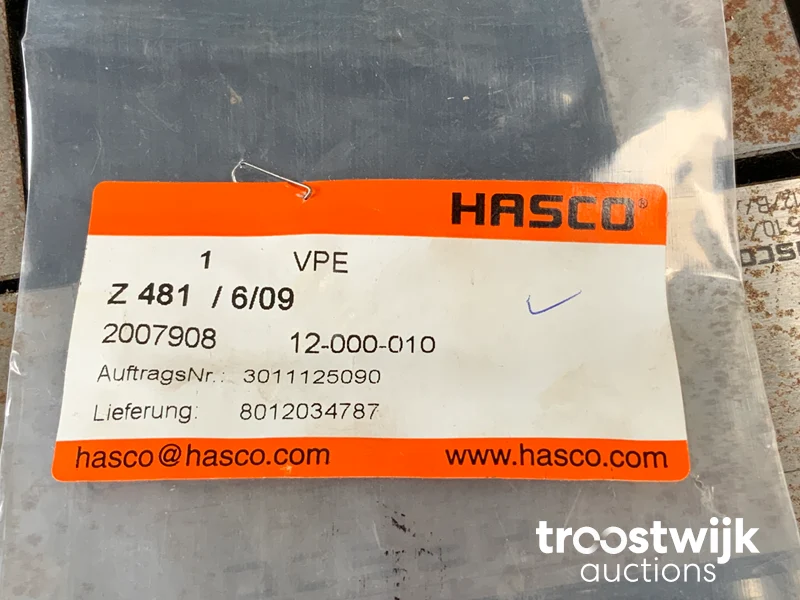 HASCO®
1 VPE
Z 481 / 6/09
2007908 12-000-010
AuftragsNr.: 3011125090
Lieferung: 8012034787
hasco@hasco.com www.hasco.com
HASCO
troostwijk
auctions